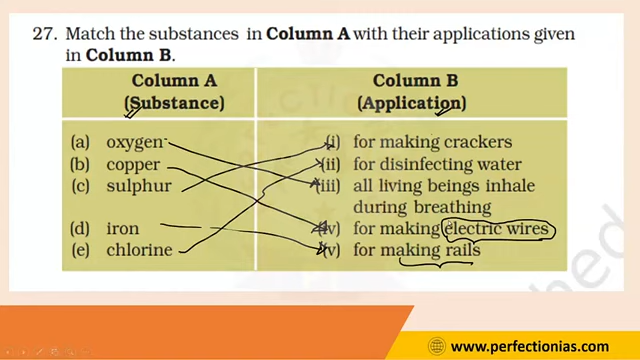 27. Match the substances in Column A with their applications given
in Column B.
Column A Column B
(Substance) (Application)
(a) oxygen (i) for making crackers
(b) copper (ii) for disinfecting water
(c) sulphur (iii) all living beings inhale
during breathing
(d) iron (iv) for making electric wires
(e) chlorine (v) for making rails
www.perfectionias.com